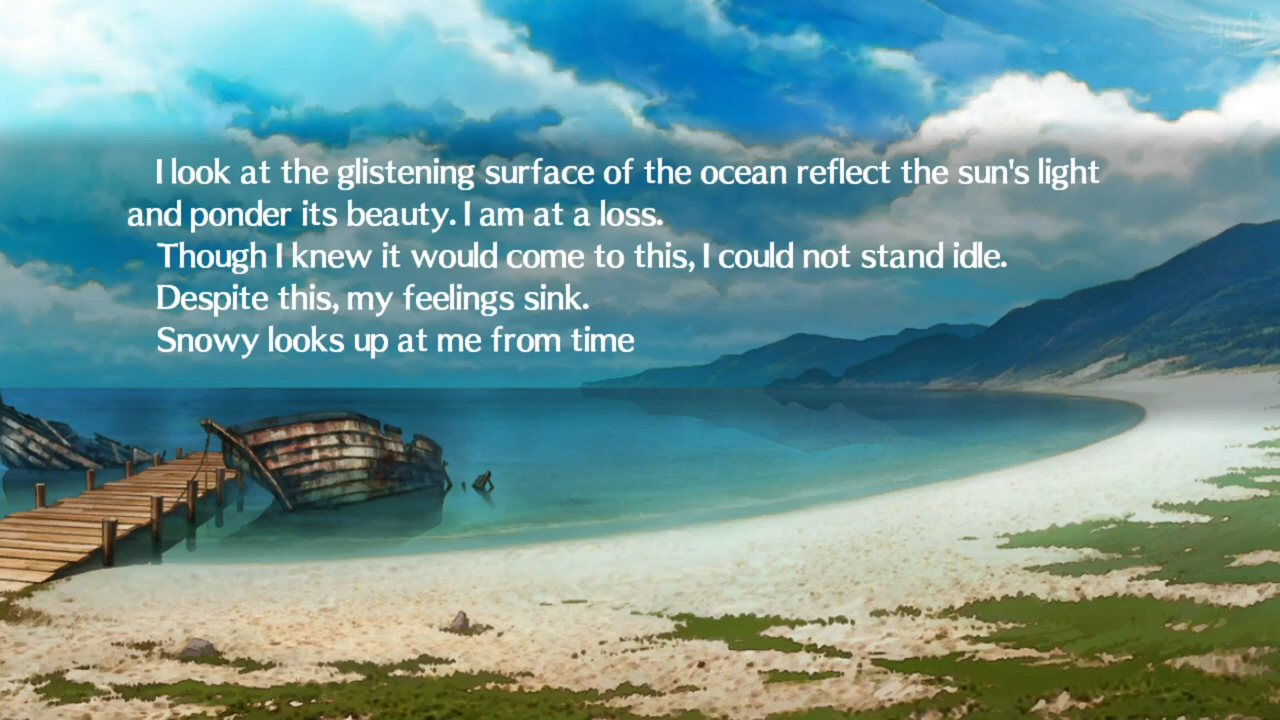 I look at the glistening surface of the ocean reflect the sun's light
and ponder its beauty. I am at a loss.
Though I knew it would come to this, I could not stand idle.
Despite this, my feelings sink.
Snowy looks up at me from time